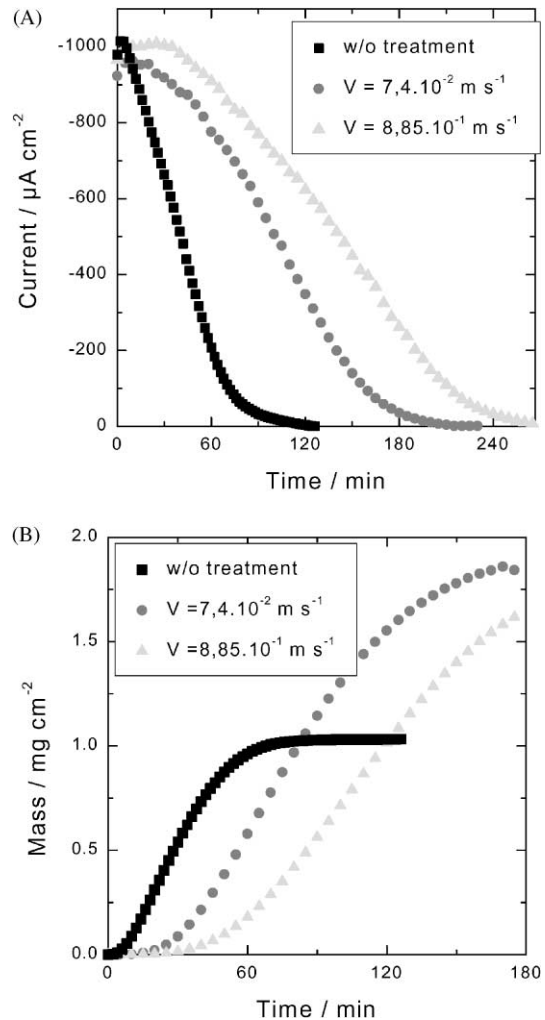 (A)
-1000
-800
-600
-400
-200
0
Current / µA cm⁻²
w/o treatment
V = 7,4.10⁻² m s⁻¹
V = 8,85.10⁻¹ m s⁻¹
0 60 120 180 240
Time / min
(B)
2.0
1.5
1.0
0.5
0.0
Mass / mg cm⁻²
w/o treatment
V =7,4.10⁻² m s⁻¹
V =8,85.10⁻¹ m s⁻¹
0 60 120 180
Time / min